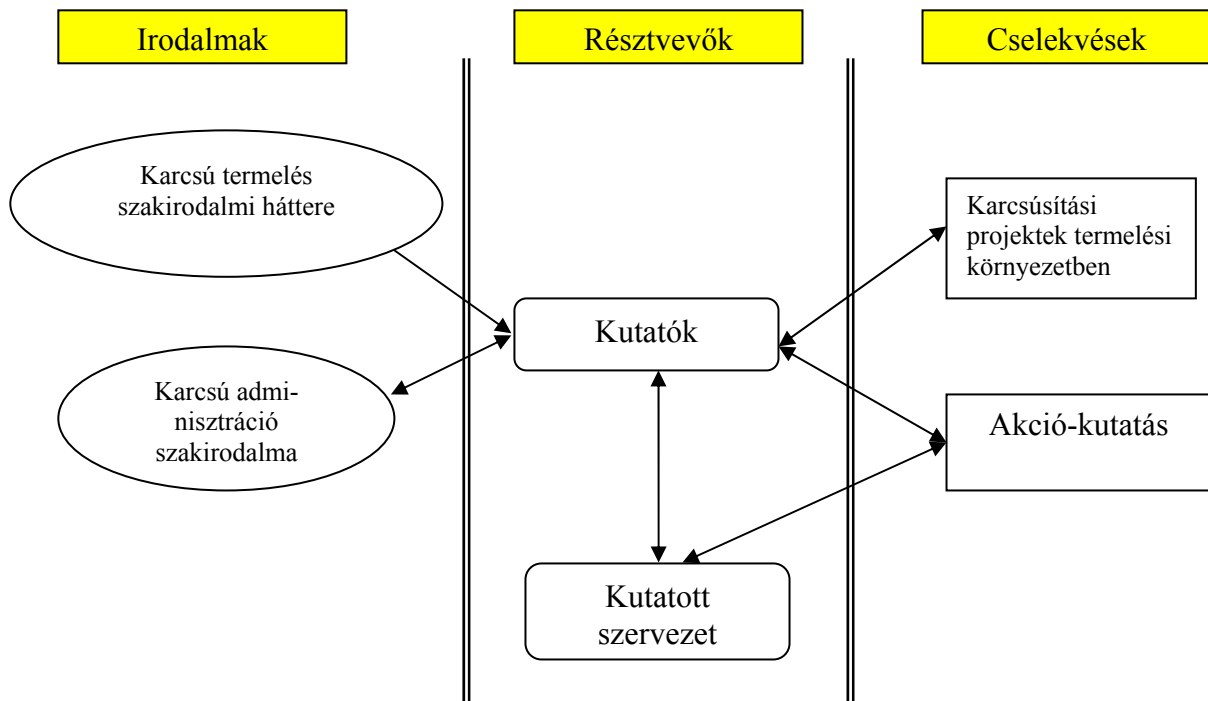 Irodalmak
Résztvevők
Cselekvések
Karcsú termelés
szakirodalmi háttere
Karcsúsítási
projektek termelési
környezetben
Kutatók
Karcsú admi-
nisztráció
szakirodalma
Akció-kutatás
Kutatott
szervezet